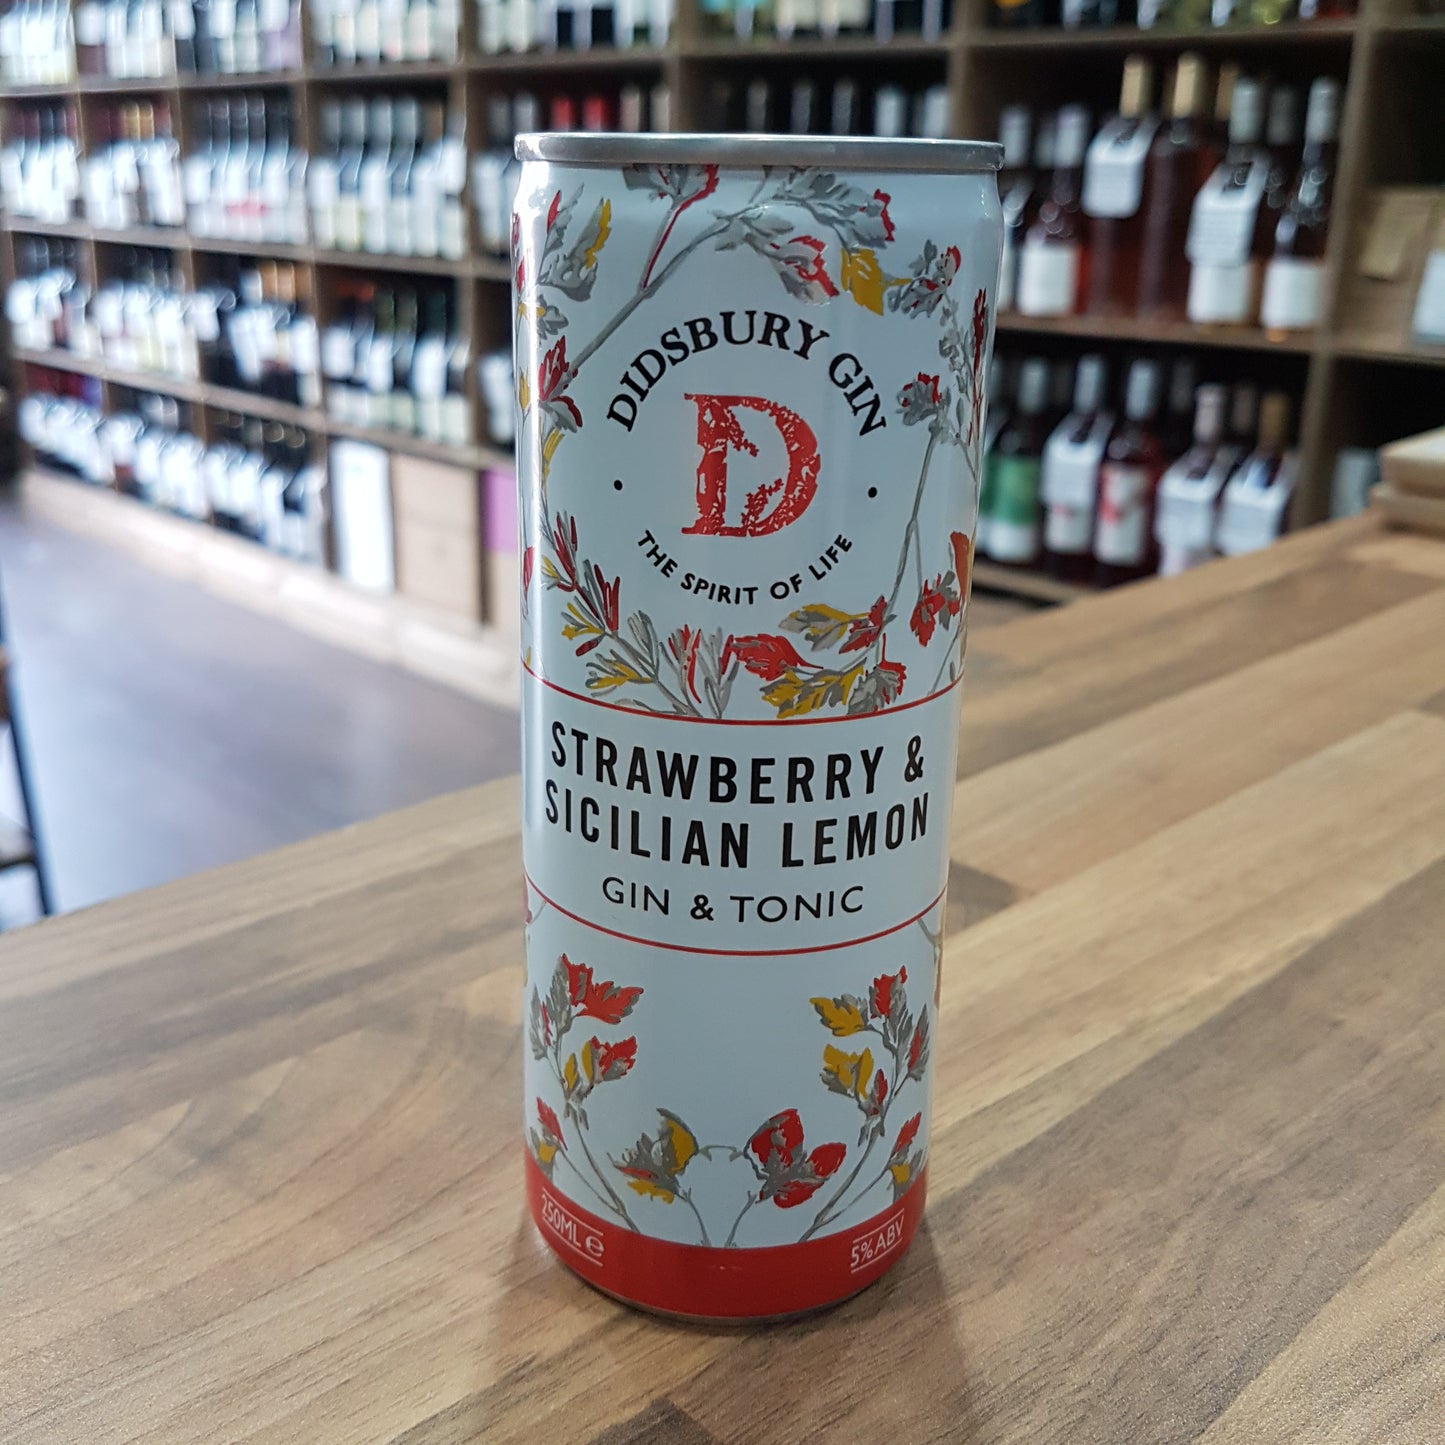 DIDSBURY GIN
D
• THE SPIRIT OF LIFE •
STRAWBERRY &
SICILIAN LEMON
GIN & TONIC
250ML ℮
5% ABV